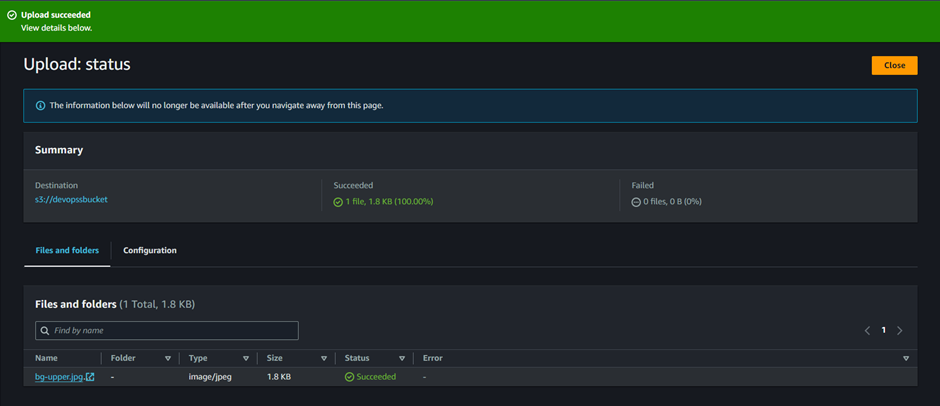 Upload succeeded
View details below.
Upload: status
Close
The information below will no longer be available after you navigate away from this page.
Summary
Destination
s3://devopssbucket
Succeeded
1 file, 1.8 KB (100.00%)
Failed
0 files, 0 B (0%)
Files and folders
Configuration
Files and folders (1 Total, 1.8 KB)
Find by name
1
Name Folder Type Size Status Error
bg-upper.jpg - image/jpeg 1.8 KB Succeeded -